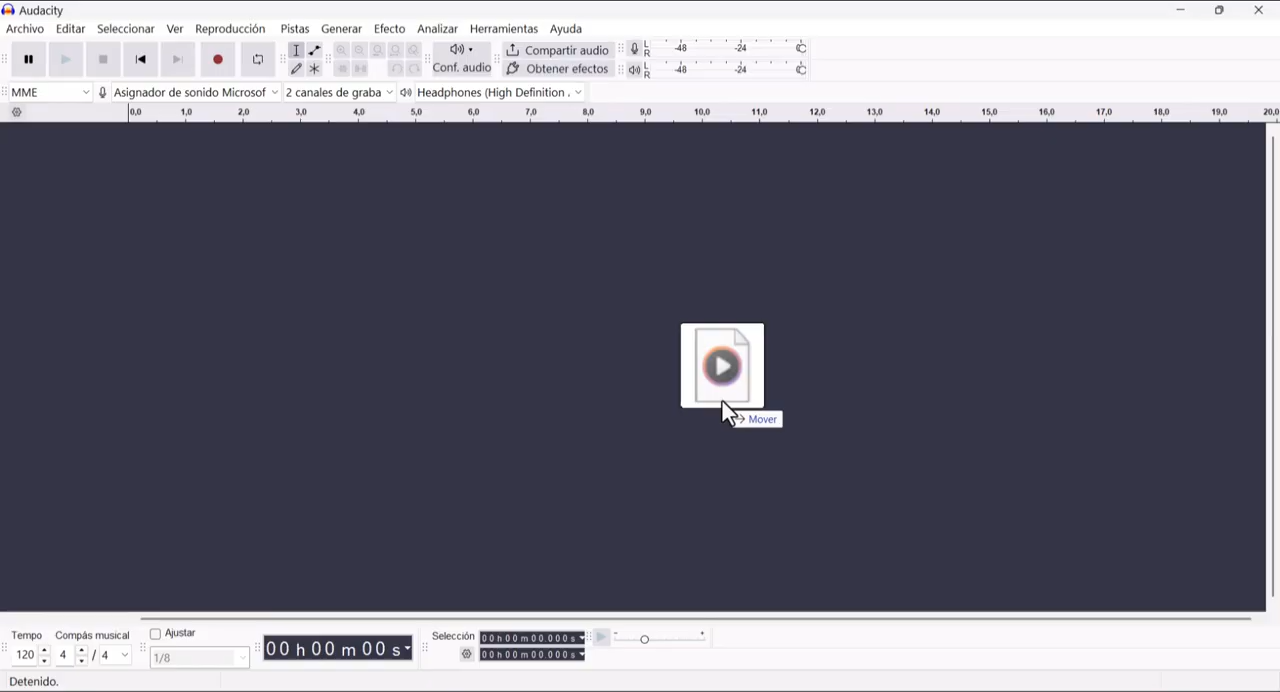 Audacity
Archivo Editar Seleccionar Ver Reproducción Pistas Generar Efecto Analizar Herramientas Ayuda
Conf. audio
Compartir audio
Obtener efectos
L
R
-48 -24
L
R
-48 -24
MME Asignador de sonido Microsof 2 canales de graba Headphones (High Definition .
0,0 1,0 2,0 3,0 4,0 5,0 6,0 7,0 8,0 9,0 10,0 11,0 12,0 13,0 14,0 15,0 16,0 17,0 18,0 19,0 20,0
Mover
Tempo Compás musical
120 4 / 4
Ajustar
1/8
00 h 00 m 00 s
Selección
00 h 00 m 00.000 s
00 h 00 m 00.000 s
Detenido.